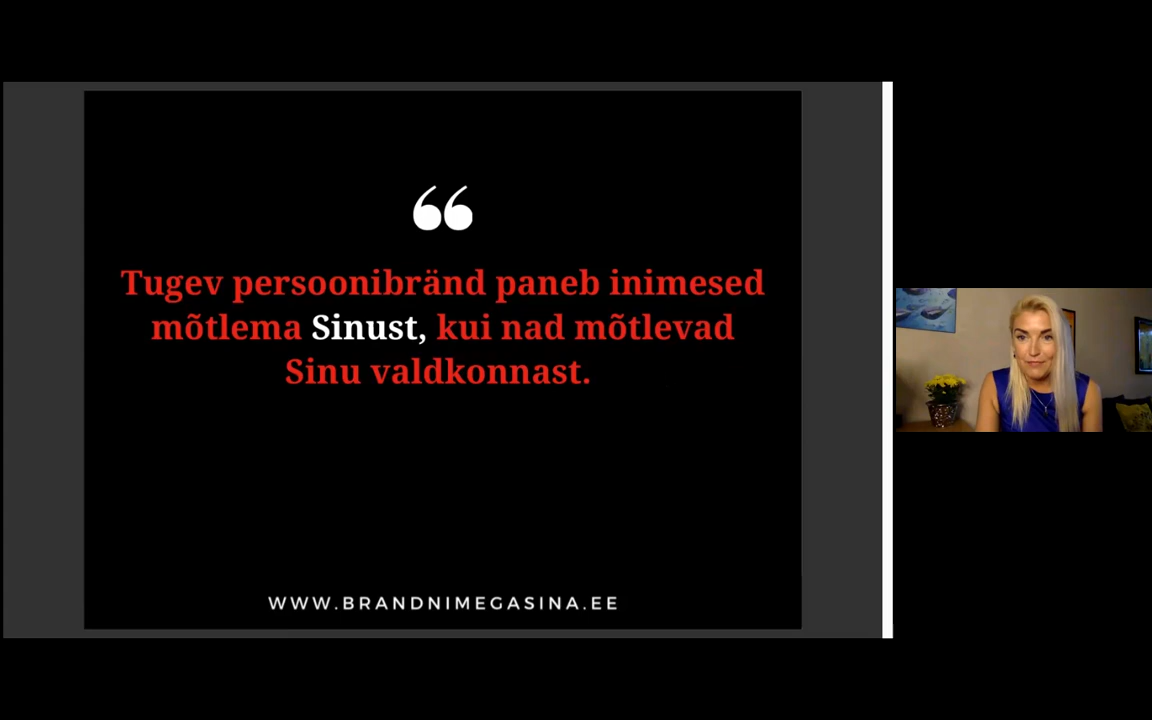 Tugev persoonibränd paneb inimesed
mõtlema Sinust, kui nad mõtlevad
Sinu valdkonnast.
WWW.BRANDNIMEGASINA.EE